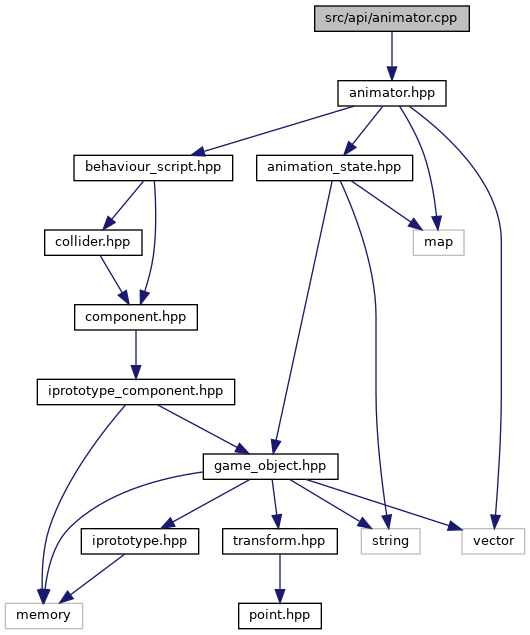 src/api/animator.cpp
animator.hpp
behaviour_script.hpp
animation_state.hpp
collider.hpp
map
component.hpp
iprototype_component.hpp
game_object.hpp
iprototype.hpp
transform.hpp
string
vector
memory
point.hpp